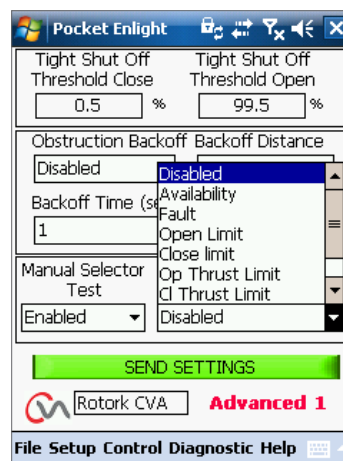 Pocket Enlight
Tight Shut Off Threshold Close
Tight Shut Off Threshold Open
0.5 %
99.5 %
Obstruction Backoff
Backoff Distance
Disabled
Backoff Time (se
1
Disabled
Availability
Fault
Open Limit
Close limit
Op Thrust Limit
Cl Thrust Limit
Manual Selector Test
Enabled
Disabled
SEND SETTINGS
Rotork CVA
Advanced 1
File Setup Control Diagnostic Help